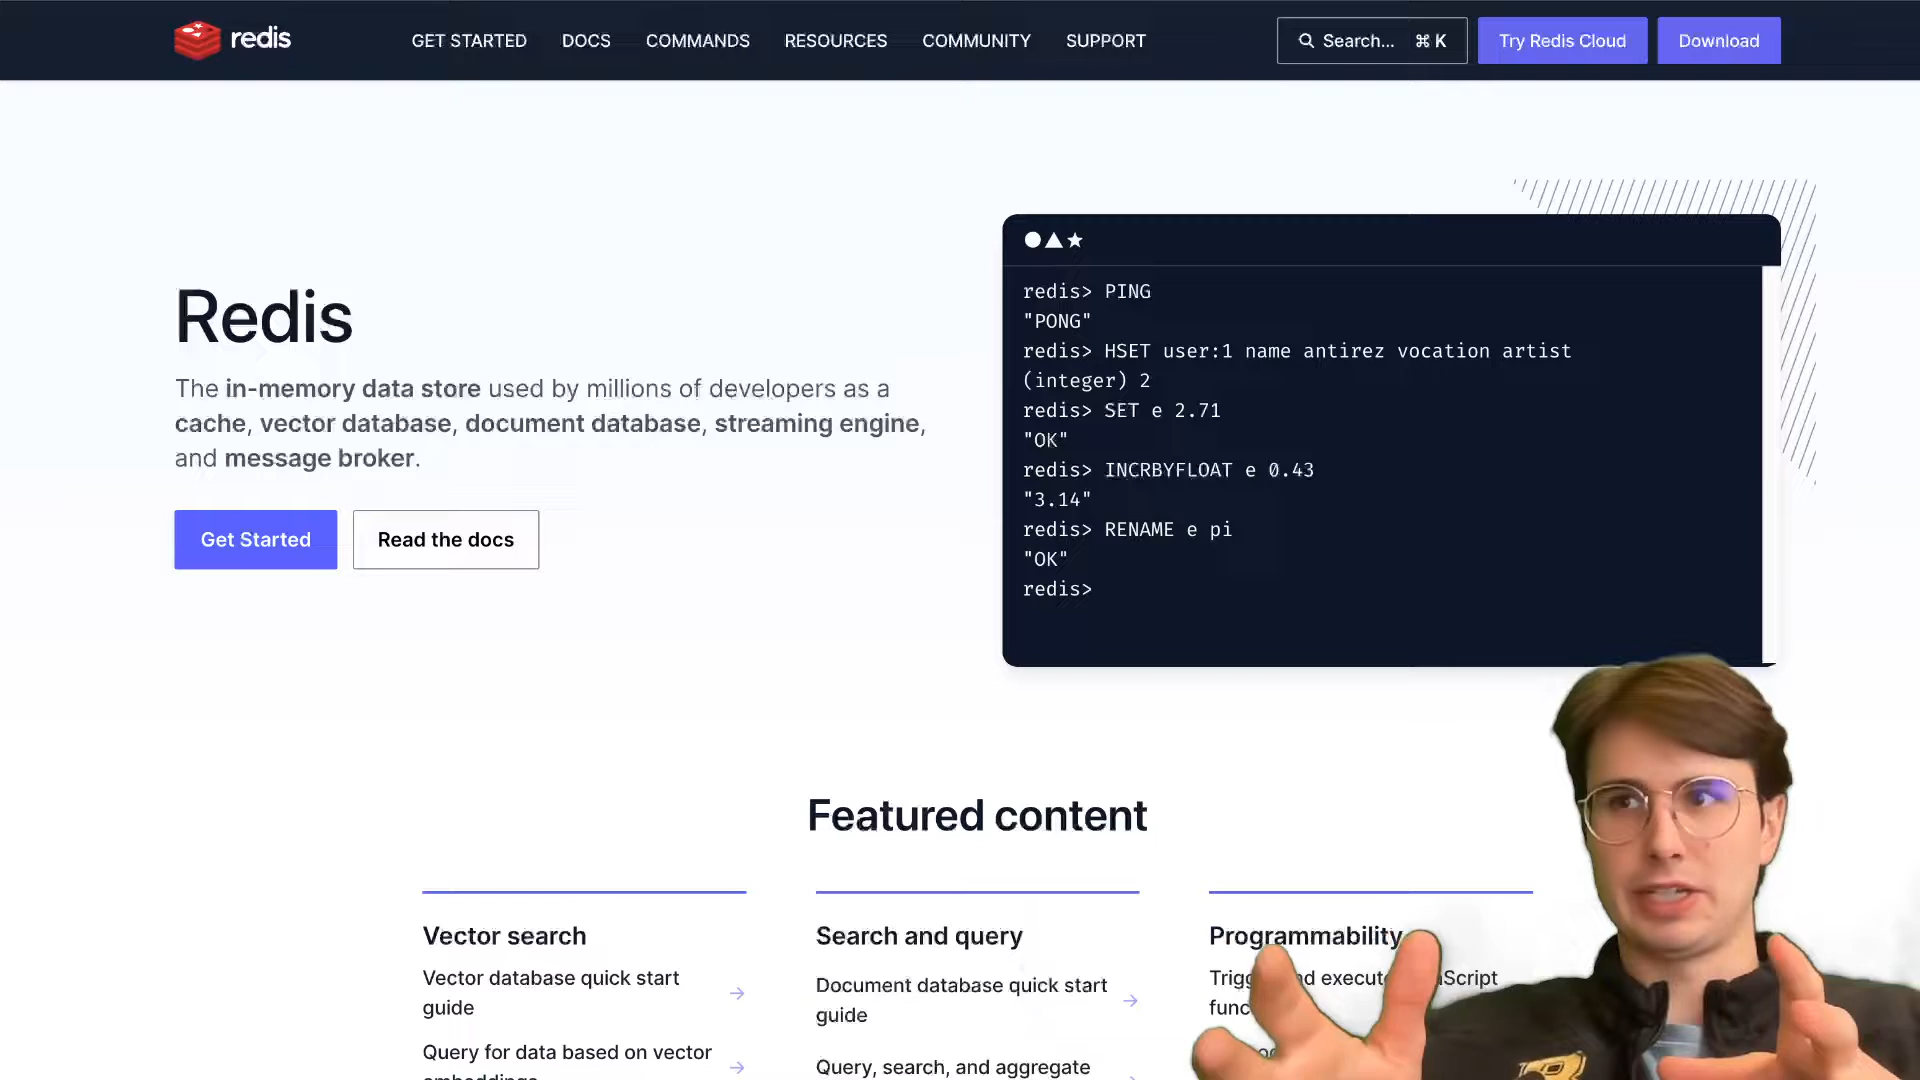 redis
GET STARTED
DOCS
COMMANDS
RESOURCES
COMMUNITY
SUPPORT
Search... ⌘ K
Try Redis Cloud
Download
Redis
The in-memory data store used by millions of developers as a
cache, vector database, document database, streaming engine,
and message broker.
Get Started
Read the docs
redis> PING
"PONG"
redis> HSET user:1 name antirez vocation artist
(integer) 2
redis> SET e 2.71
"OK"
redis> INCRBYFLOAT e 0.43
"3.14"
redis> RENAME e pi
"OK"
redis>
Featured content
Vector search
Vector database quick start
guide
Query for data based on vector
Search and query
Document database quick start
guide
Query, search, and aggregate
Programmability